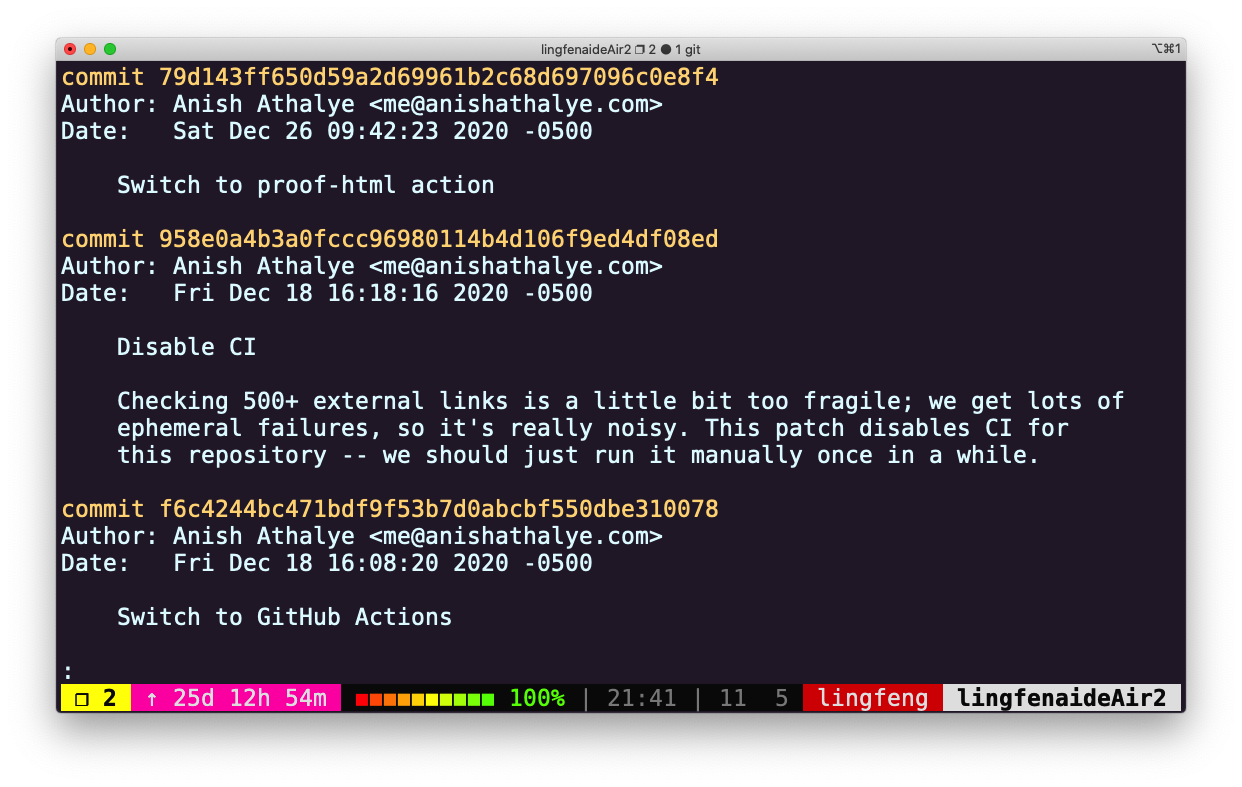 lingfenaideAir2 ❐ 2 ● 1 git ⌥⌘1
commit 79d143ff650d59a2d69961b2c68d697096c0e8f4
Author: Anish Athalye <me@anishathalye.com>
Date:   Sat Dec 26 09:42:23 2020 -0500
    Switch to proof-html action
commit 958e0a4b3a0fccc96980114b4d106f9ed4df08ed
Author: Anish Athalye <me@anishathalye.com>
Date:   Fri Dec 18 16:18:16 2020 -0500
    Disable CI
    Checking 500+ external links is a little bit too fragile; we get lots of
    ephemeral failures, so it's really noisy. This patch disables CI for
    this repository -- we should just run it manually once in a while.
commit f6c4244bc471bdf9f53b7d0abcbf550dbe310078
Author: Anish Athalye <me@anishathalye.com>
Date:   Fri Dec 18 16:08:20 2020 -0500
    Switch to GitHub Actions
:
❐ 2 ↑ 25d 12h 54m 100% | 21:41 | 11 5 lingfeng lingfenaideAir2